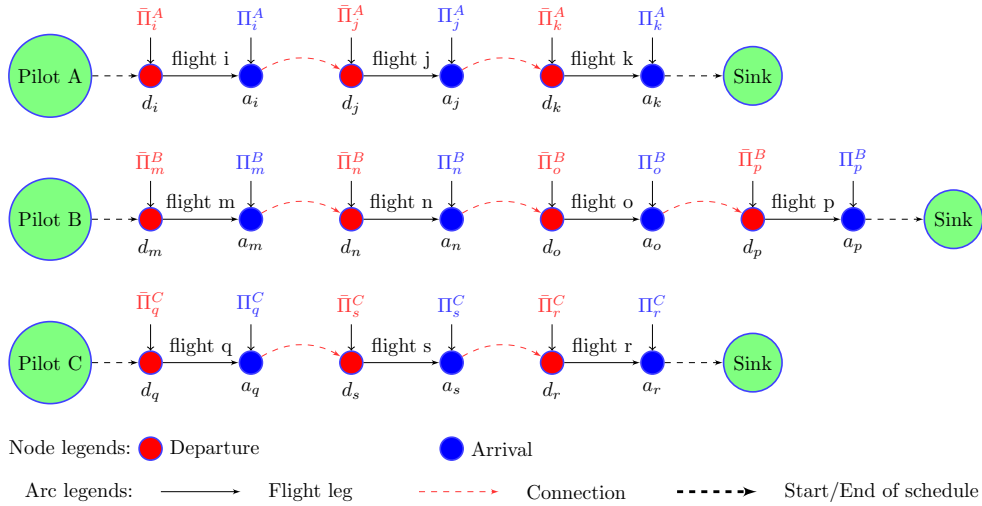 Π̄_i^A Π_i^A Π̄_j^A Π_j^A Π̄_k^A Π_k^A
Pilot A flight i flight j flight k Sink
d_i a_i d_j a_j d_k a_k
Π̄_m^B Π_m^B Π̄_n^B Π_n^B Π̄_o^B Π_o^B Π̄_p^B Π_p^B
Pilot B flight m flight n flight o flight p Sink
d_m a_m d_n a_n d_o a_o d_p a_p
Π̄_q^C Π_q^C Π̄_s^C Π_s^C Π̄_r^C Π_r^C
Pilot C flight q flight s flight r Sink
d_q a_q d_s a_s d_r a_r
Node legends: Departure Arrival
Arc legends: Flight leg Connection Start/End of schedule